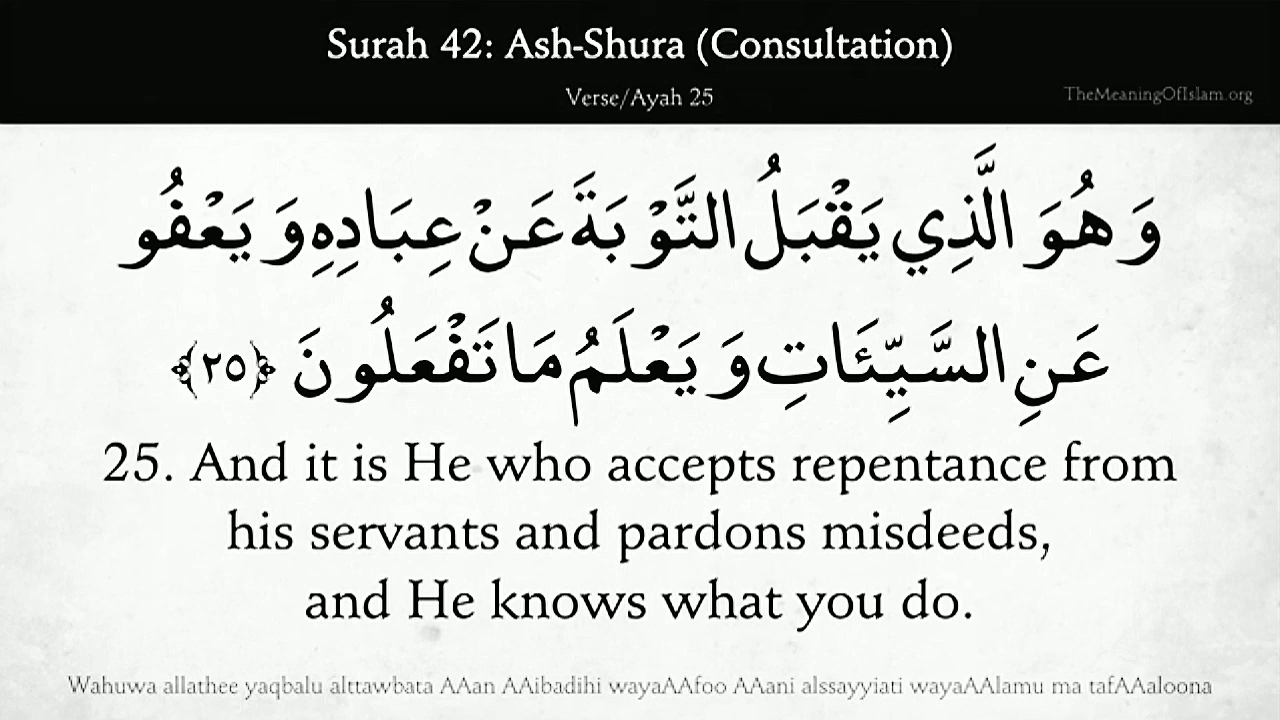 Surah 42: Ash-Shura (Consultation)
Verse/Ayah 25
TheMeaningOfIslam.org
وَهُوَ الَّذِي يَقْبَلُ التَّوْبَةَ عَنْ عِبَادِهِ وَيَعْفُو
عَنِ السَّيِّئَاتِ وَيَعْلَمُ مَا تَفْعَلُونَ ﴿٢٥﴾
25. And it is He who accepts repentance from
his servants and pardons misdeeds,
and He knows what you do.
Wahuwa allathee yaqbalu alttawbata AAan AAibadihi wayaAAfoo AAani alssayyiati wayaAAlamu ma tafAAaloona